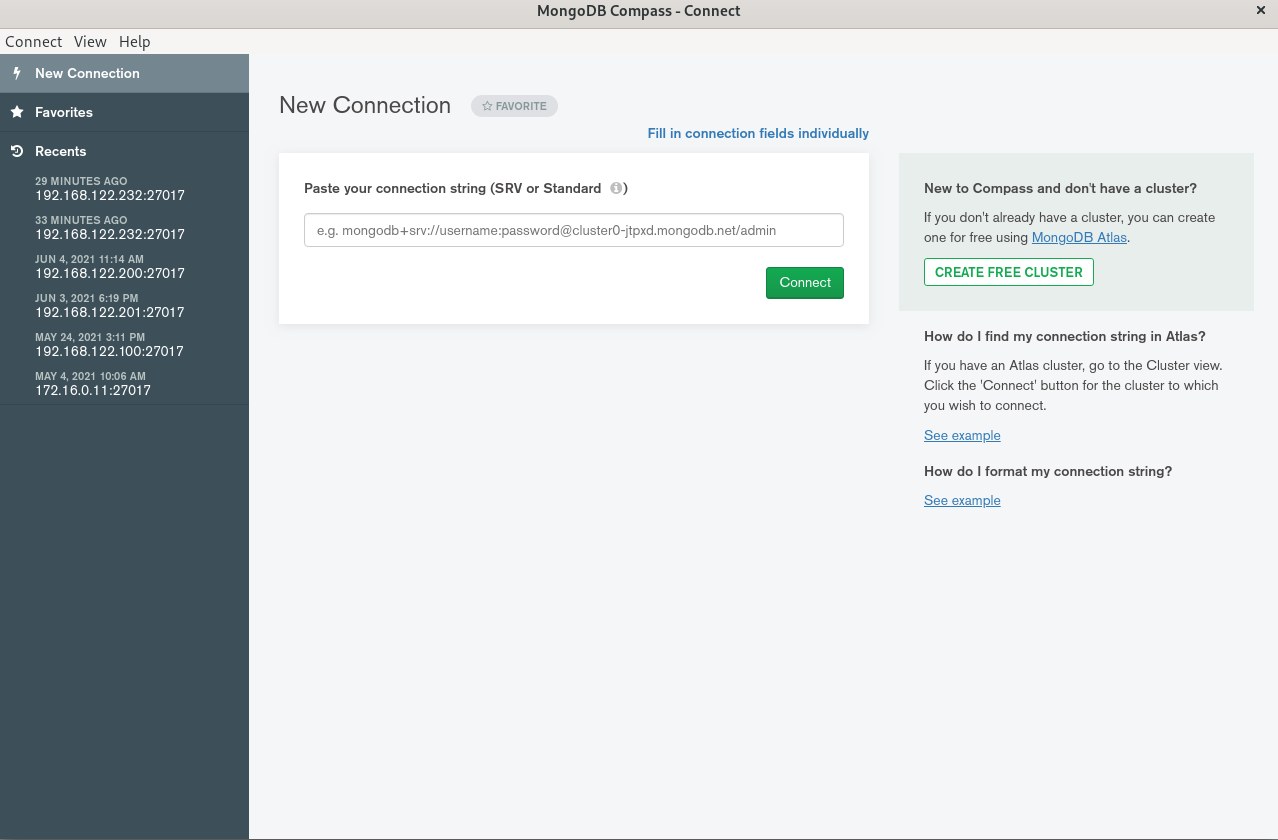 MongoDB Compass - Connect
Connect View Help
New Connection
Favorites
Recents
29 MINUTES AGO
192.168.122.232:27017
33 MINUTES AGO
192.168.122.232:27017
JUN 4, 2021 11:14 AM
192.168.122.200:27017
JUN 3, 2021 6:19 PM
192.168.122.201:27017
MAY 24, 2021 3:11 PM
192.168.122.100:27017
MAY 4, 2021 10:06 AM
172.16.0.11:27017
New Connection
FAVORITE
Fill in connection fields individually
Paste your connection string (SRV or Standard )
e.g. mongodb+srv://username:password@cluster0-jtpxd.mongodb.net/admin
Connect
New to Compass and don't have a cluster?
If you don't already have a cluster, you can create
one for free using MongoDB Atlas.
CREATE FREE CLUSTER
How do I find my connection string in Atlas?
If you have an Atlas cluster, go to the Cluster view.
Click the 'Connect' button for the cluster to which
you wish to connect.
See example
How do I format my connection string?
See example